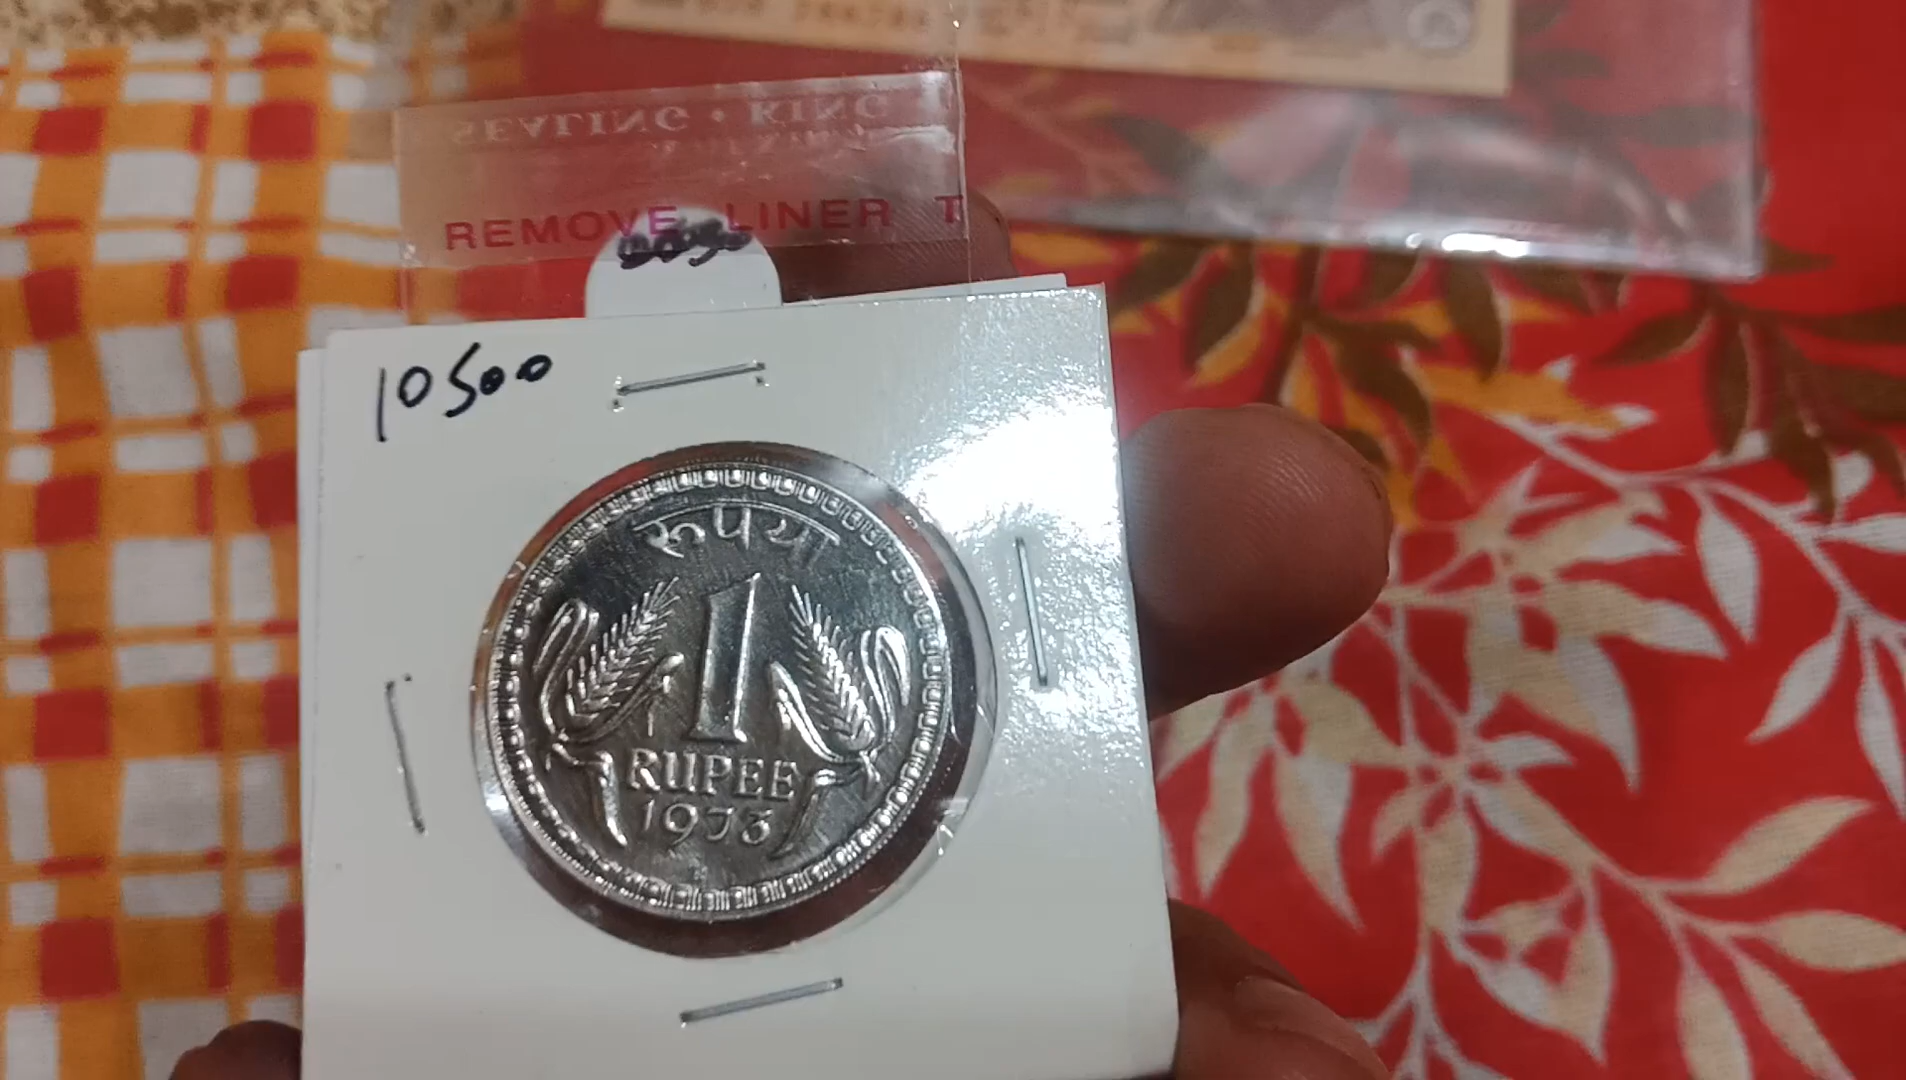 SEALING • KING
REMOVE LINER T
10500
रूपया
1
RUPEE
1973